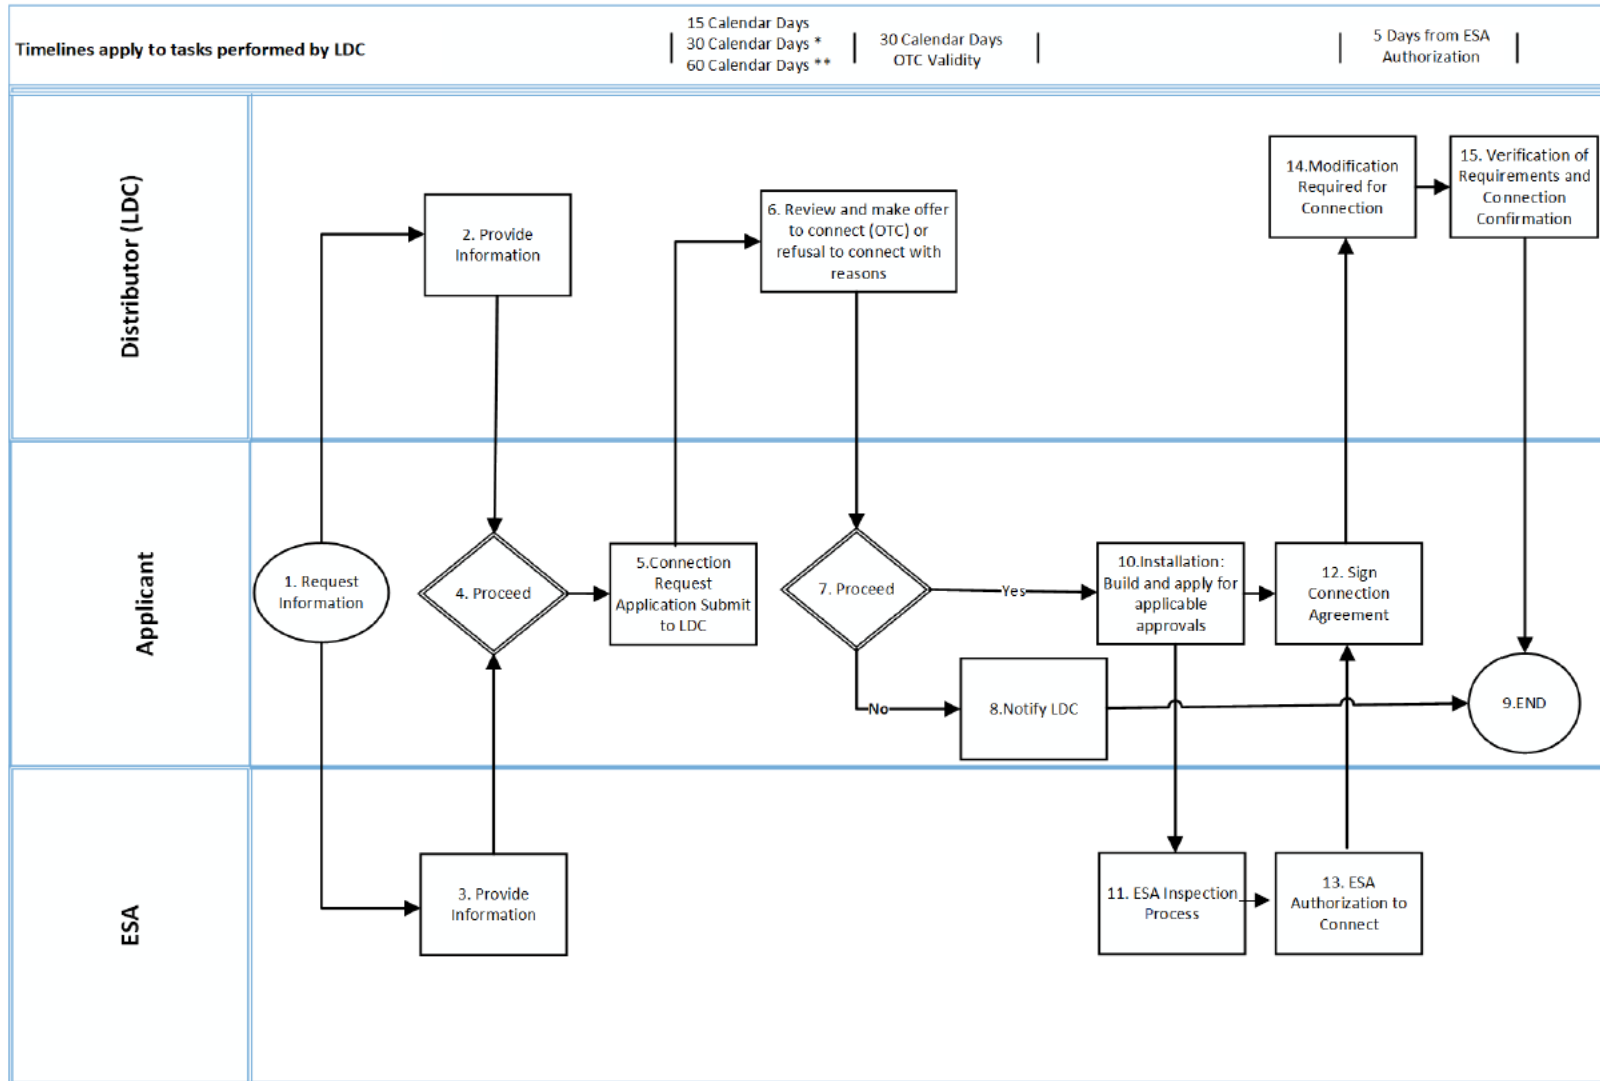 Timelines apply to tasks performed by LDC
15 Calendar Days
30 Calendar Days *
60 Calendar Days **
30 Calendar Days
OTC Validity
5 Days from ESA
Authorization
Distributor (LDC)
2. Provide
Information
6. Review and make offer
to connect (OTC) or
refusal to connect with
reasons
14.Modification
Required for
Connection
15. Verification of
Requirements and
Connection
Confirmation
Applicant
1. Request
Information
4. Proceed
5.Connection
Request
Application Submit
to LDC
7. Proceed
Yes
No
8.Notify LDC
10.Installation:
Build and apply for
applicable
approvals
12. Sign
Connection
Agreement
9.END
ESA
3. Provide
Information
11. ESA Inspection
Process
13. ESA
Authorization to
Connect